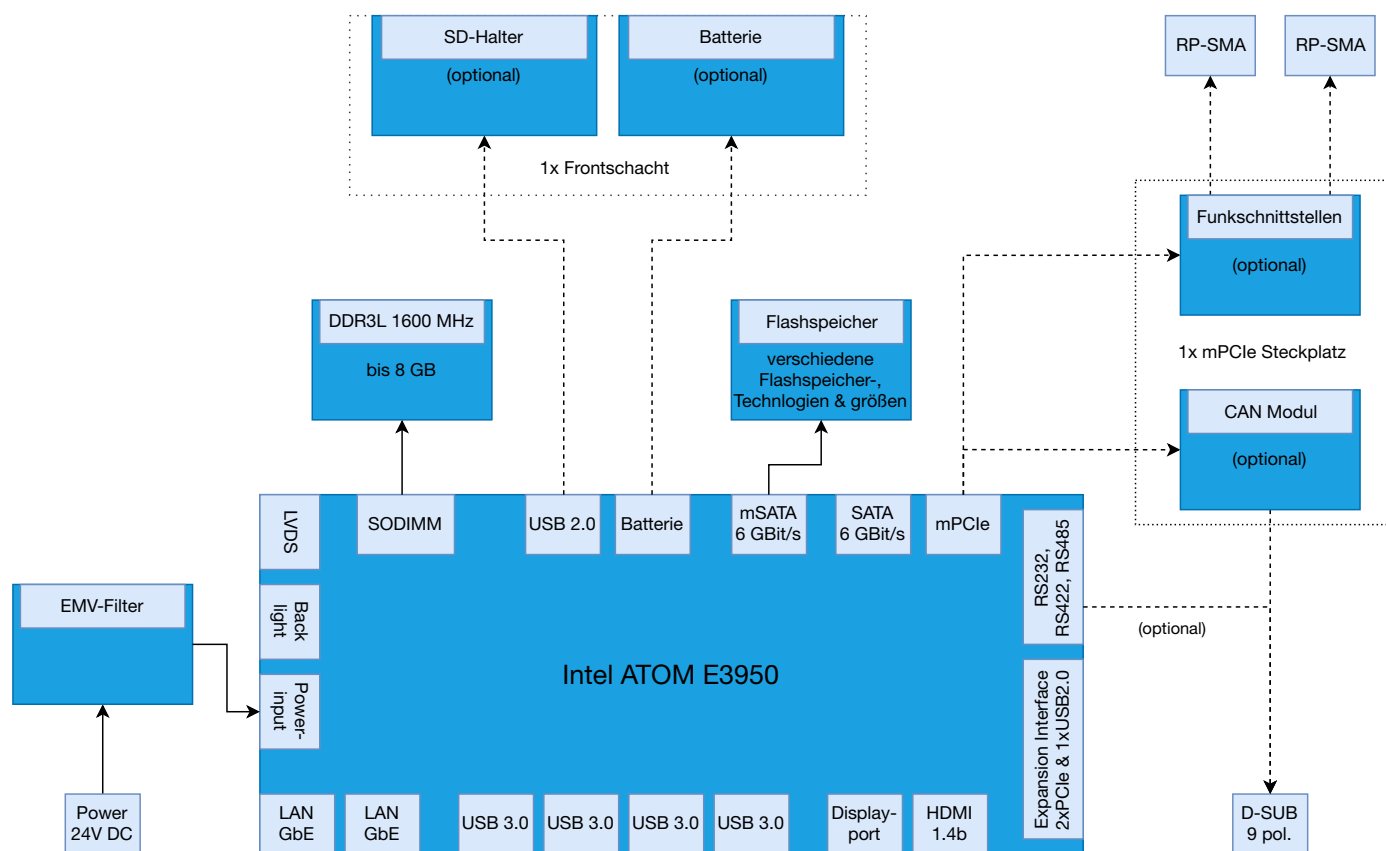 SD-Halter
(optional)
Batterie
(optional)
1x Frontschacht
RP-SMA
RP-SMA
Funkschnittstellen
(optional)
1x mPCIe Steckplatz
CAN Modul
(optional)
DDR3L 1600 MHz
bis 8 GB
Flashspeicher
verschiedene
Flashspeicher-,
Technlogien & größen
LVDS
SODIMM
USB 2.0
Batterie
mSATA
6 GBit/s
SATA
6 GBit/s
mPCIe
RS232,
RS422, RS485
(optional)
EMV-Filter
Back
light
Power-
input
Intel ATOM E3950
Expansion Interface
2xPCIe & 1xUSB2.0
Power
24V DC
LAN
GbE
LAN
GbE
USB 3.0
USB 3.0
USB 3.0
USB 3.0
Display-
port
HDMI
1.4b
D-SUB
9 pol.